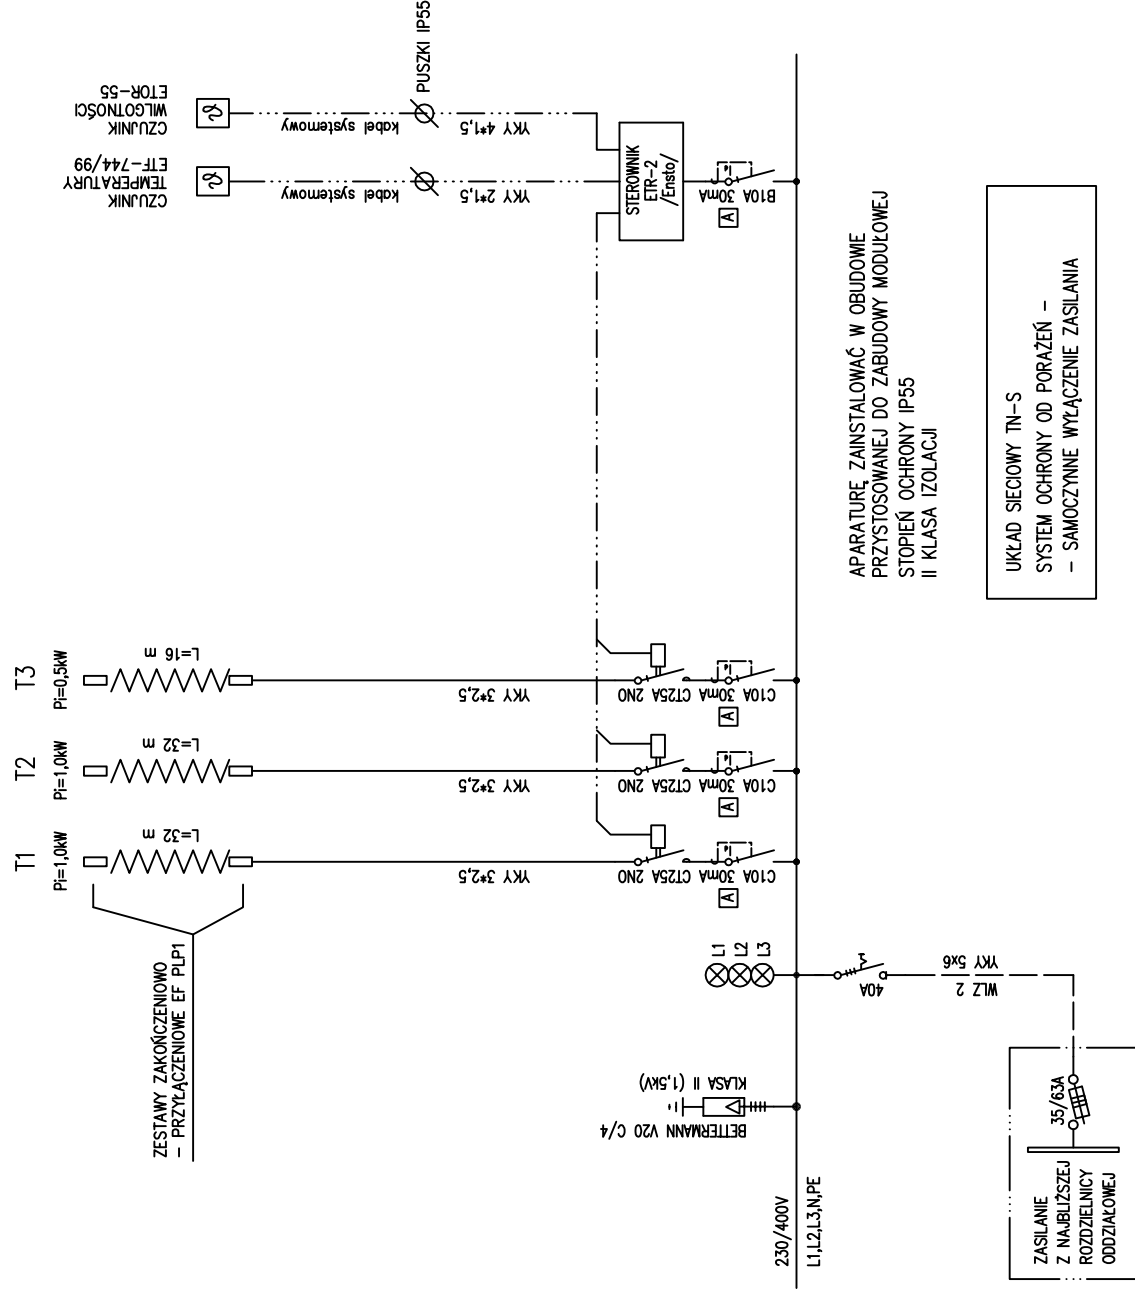 T1
Pi=1,0kW
L=32 m
T2
Pi=1,0kW
L=32 m
T3
Pi=0,5kW
L=16 m
CZUJNIK
TEMPERATURY
ETF-744/99
CZUJNIK
WILGOTNOŚCI
ETOR-55
kabel systemowy
kabel systemowy
PUSZKI IP55
ZESTAWY ZAKOŃCZENIOWO
- PRZYŁĄCZENIOWE EF PLP1
YKY 3*2,5
YKY 3*2,5
YKY 3*2,5
YKY 2*1,5
YKY 4*1,5
STEROWNIK
ETR-2
/Ensto/
CT25A 2NO
CT25A 2NO
CT25A 2NO
30mA
30mA
30mA
30mA
A
A
A
A
C10A
C10A
C10A
B10A
L1
L2
L3
BETTERMANN V20 C/4
KLASA II (1,5kV)
230/400V
L1,L2,L3,N,PE
40A
WLZ 2
YKY 5x6
35/63A
ZASILANIE
Z NAJBLIŻSZEJ
ROZDZIELNICY
ODDZIAŁOWEJ
APARATURĘ ZAINSTALOWAĆ W OBUDOWIE
PRZYSTOSOWANEJ DO ZABUDOWY MODUŁOWEJ
STOPIEŃ OCHRONY IP55
II KLASA IZOLACJI
UKŁAD SIECIOWY TN-S
SYSTEM OCHRONY OD PORAŻEŃ -
- SAMOCZYNNE WYŁĄCZENIE ZASILANIA